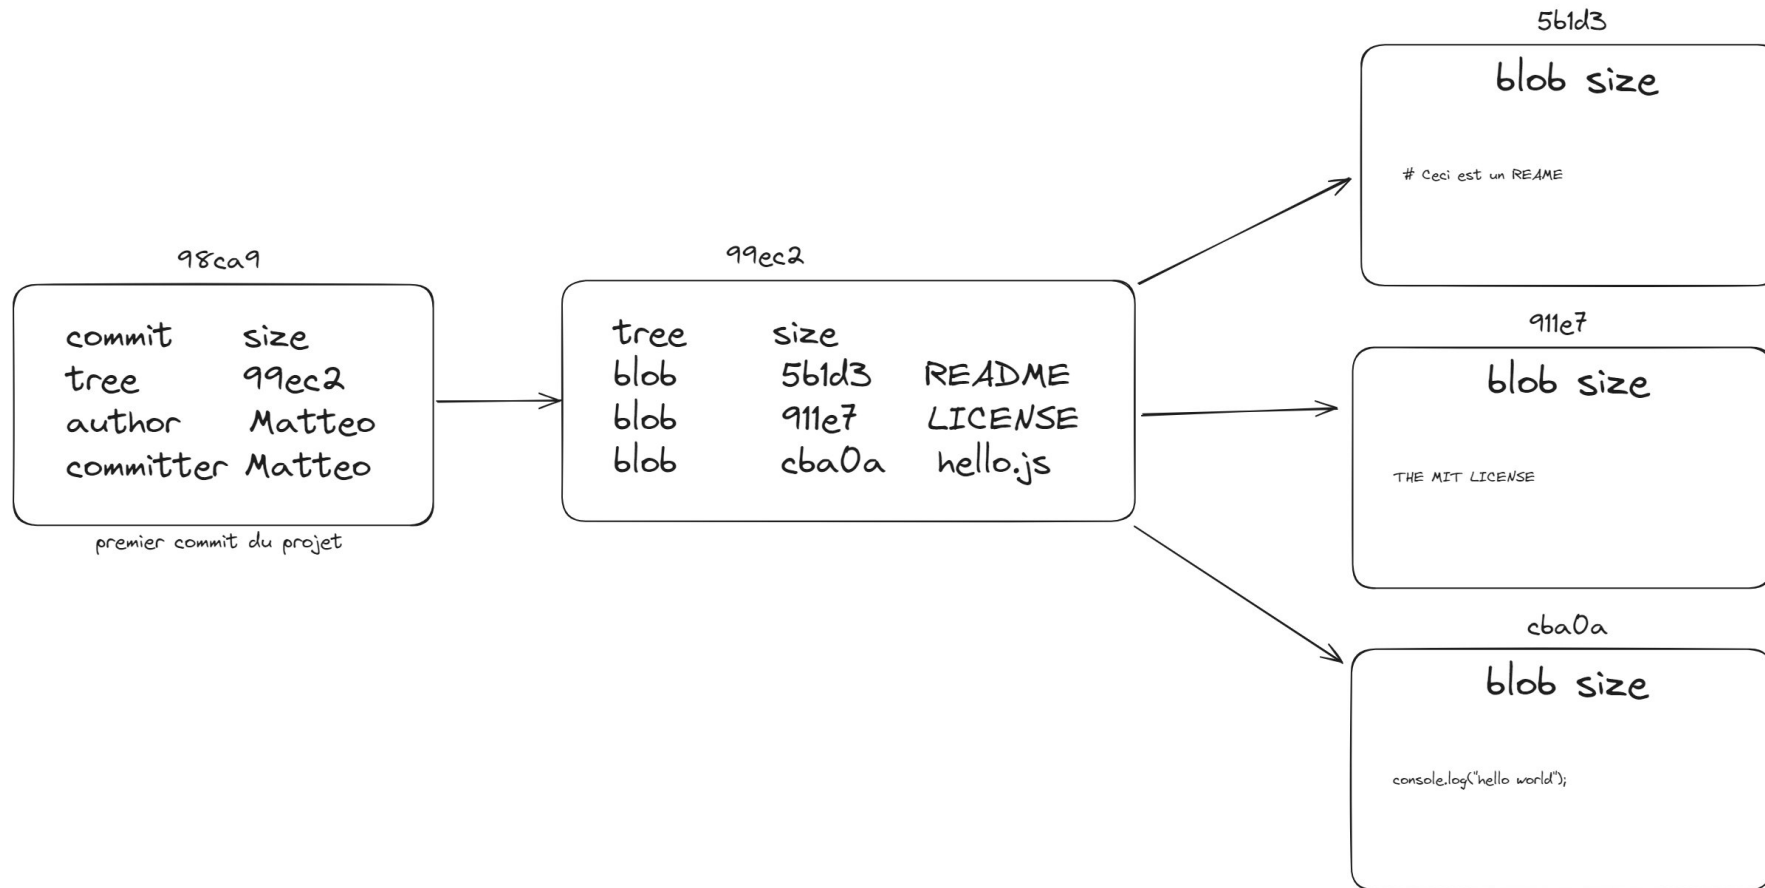 98ca9
commit size
tree 99ec2
author Matteo
committer Matteo
premier commit du projet
99ec2
tree size
blob 5b1d3 README
blob 911e7 LICENSE
blob cba0a hello.js
5b1d3
blob size
# Ceci est un REAME
911e7
blob size
THE MIT LICENSE
cba0a
blob size
console.log("hello world");